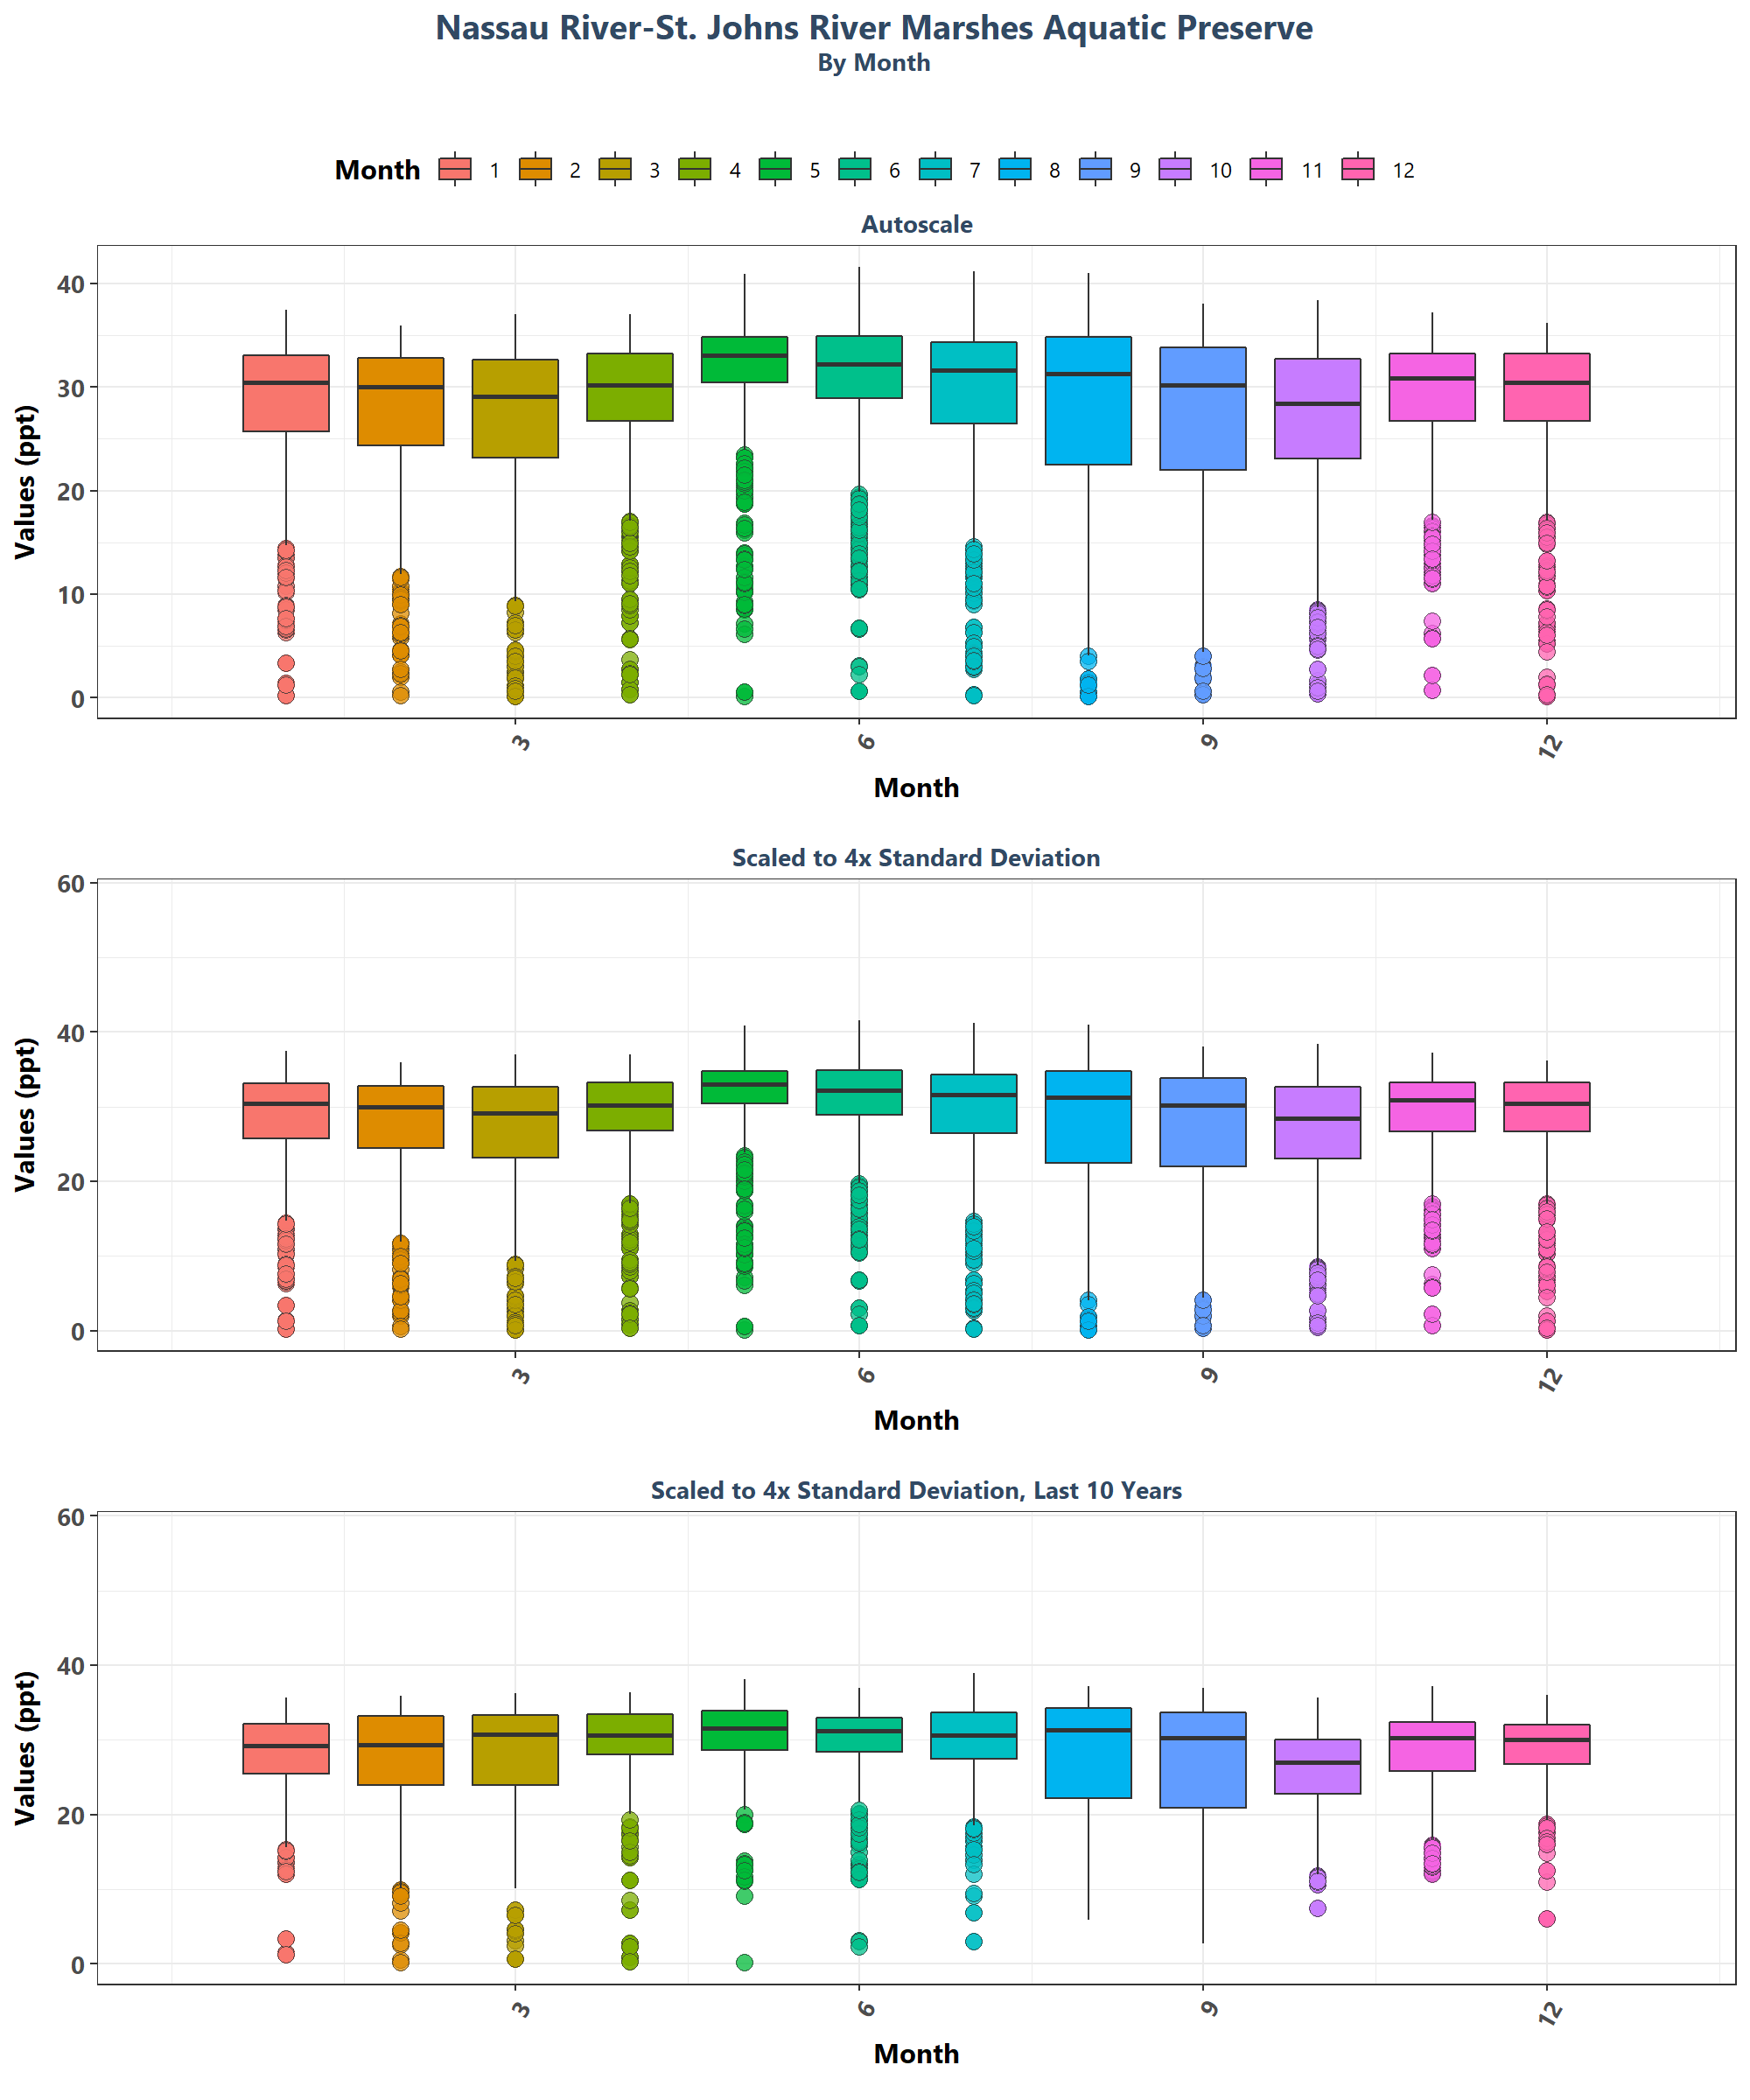 Nassau River-St. Johns River Marshes Aquatic Preserve
By Month
Month 1 2 3 4 5 6 7 8 9 10 11 12
Autoscale
Values (ppt)
40
30
20
10
0
3 6 9 12
Month
Scaled to 4x Standard Deviation
Values (ppt)
60
40
20
0
3 6 9 12
Month
Scaled to 4x Standard Deviation, Last 10 Years
Values (ppt)
60
40
20
0
3 6 9 12
Month